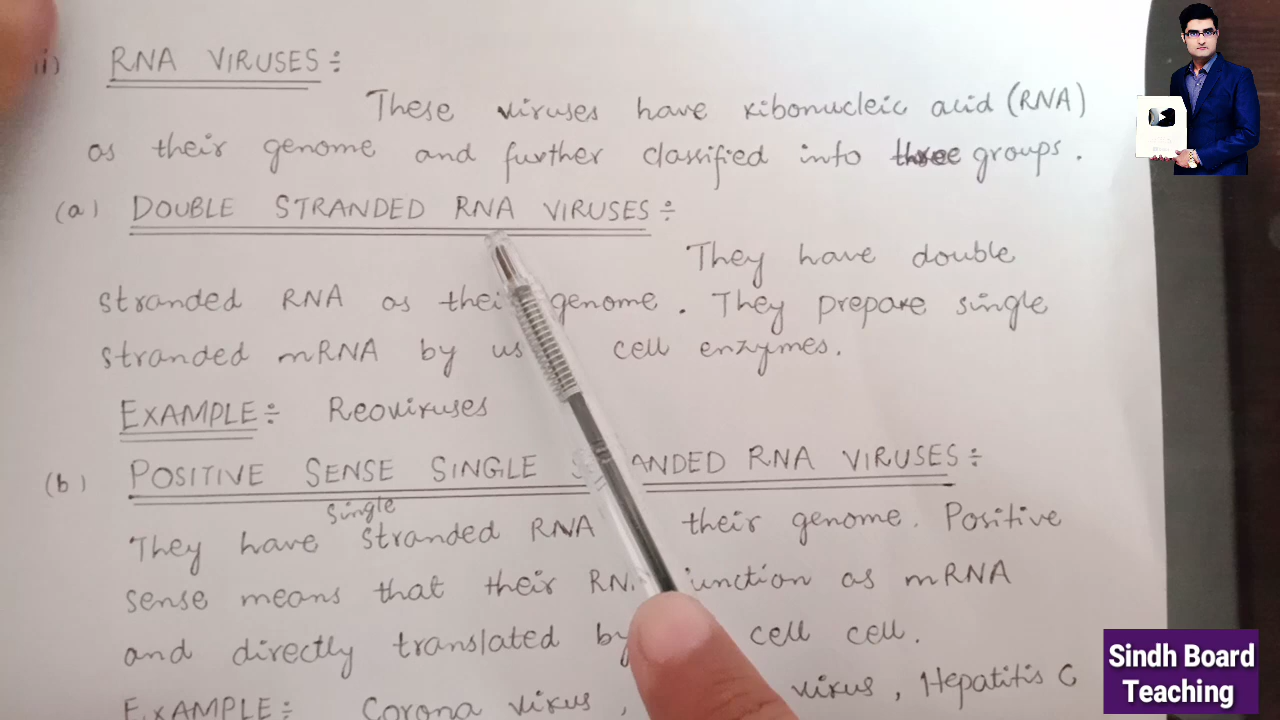 ii) RNA VIRUSES:
These viruses have ribonucleic acid (RNA)
as their genome and further classified into three groups.
(a) DOUBLE STRANDED RNA VIRUSES:
They have double
stranded RNA as their genome. They prepare single
stranded mRNA by us cell enzymes.
EXAMPLE: Reoviruses
(b) POSITIVE SENSE SINGLE S ANDED RNA VIRUSES:
single
They have stranded RNA their genome. Positive
sense means that their RN unction as mRNA
and directly translated by cell cell.
EXAMPLE: Corona virus, virus, Hepatitis C
Sindh Board
Teaching